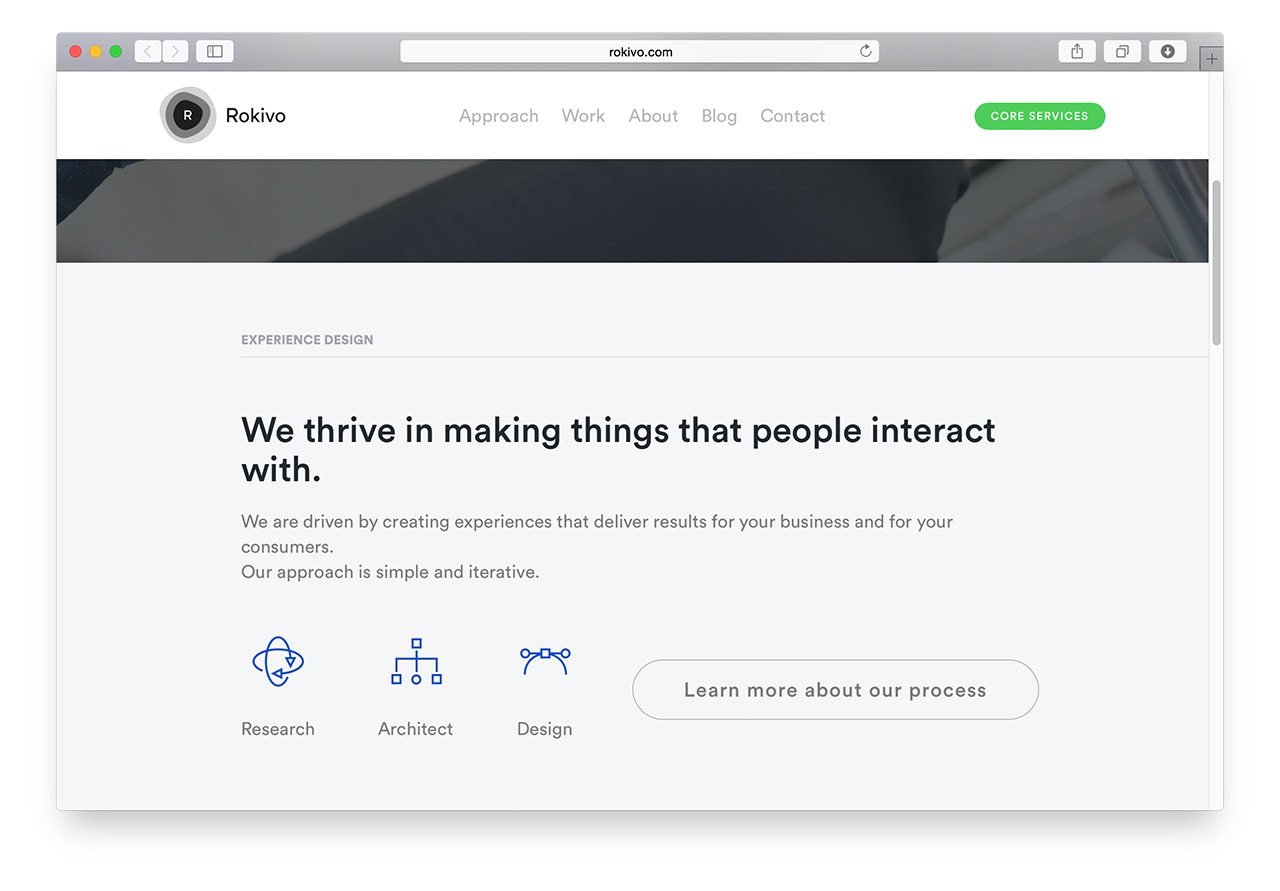 rokivo.com
R
Rokivo
Approach Work About Blog Contact
CORE SERVICES
EXPERIENCE DESIGN
We thrive in making things that people interact
with.
We are driven by creating experiences that deliver results for your business and for your
consumers.
Our approach is simple and iterative.
Learn more about our process
Research Architect Design